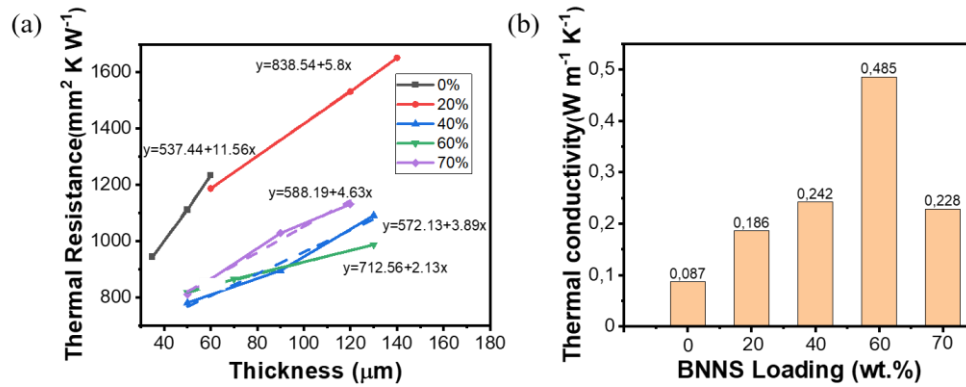 (a)
Thermal Resistance(mm² K W⁻¹)
1600
1400
1200
1000
800
20 40 60 80 100 120 140 160 180
Thickness (μm)
y=838.54+5.8x
y=537.44+11.56x
y=588.19+4.63x
y=572.13+3.89x
y=712.56+2.13x
0%
20%
40%
60%
70%
(b)
Thermal conductivity(W m⁻¹ K⁻¹)
0,5
0,4
0,3
0,2
0,1
0
0,087
0,186
0,242
0,485
0,228
0 20 40 60 70
BNNS Loading (wt.%)